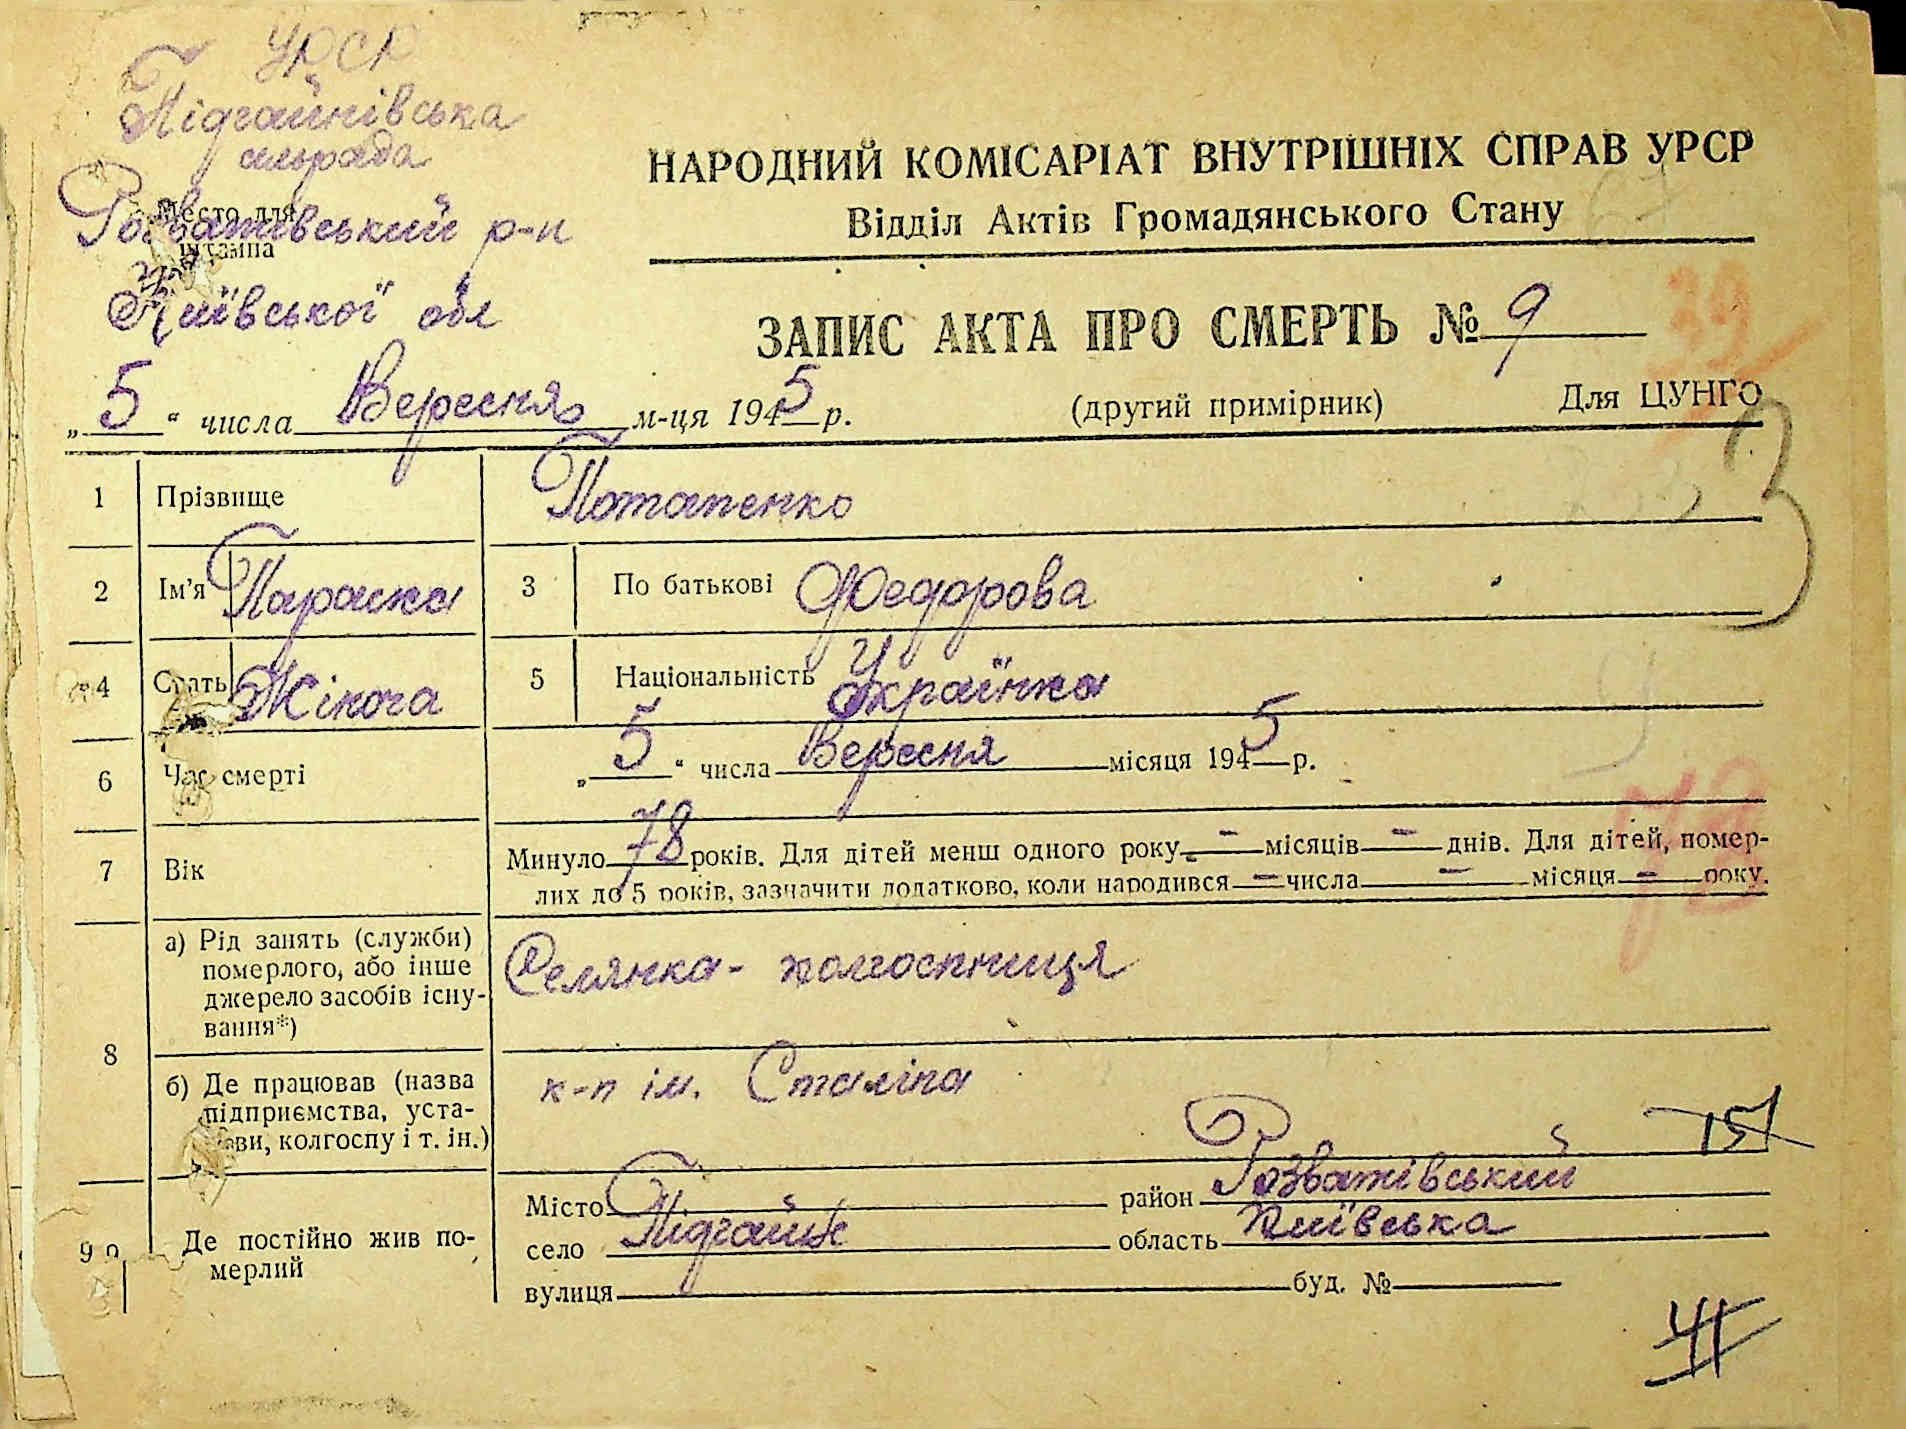 УРСР
Підгайнівська
сільрада
Место для
штампа
Розважівський р-н
Київської обл
НАРОДНИЙ КОМІСАРІАТ ВНУТРІШНІХ СПРАВ УРСР
Відділ Актів Громадянського Стану
ЗАПИС АКТА ПРО СМЕРТЬ № 9
„5“ числа Вересня м-ця 1945 р. (другий примірник) Для ЦУНГО
1 Прізвище Потапенко
2 Ім'я Параска 3 По батькові Федорова
4 Стать Жіноча 5 Національність Українка
6 Час смерті „5“ числа Вересня місяця 1945 р.
7 Вік Минуло 78 років. Для дітей менш одного року - місяців - днів. Для дітей, помер-
лих до 5 років, зазначити додатково, коли народився - числа - місяця - року.
8 а) Рід занять (служби)
померлого, або інше
джерело засобів існу-
вання*)
Селянка - колгоспниця
б) Де працював (назва
підприємства, уста-
нови, колгоспу і т. ін.)
к-п ім. Сталіна
151
9 Де постійно жив по-
мерлий
Місто район Розважівський
село Підгайне область Київська
вулиця буд. №